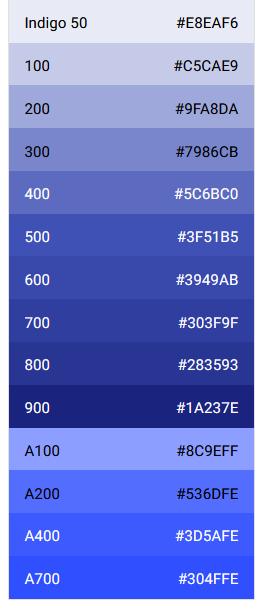 Indigo 50 #E8EAF6
100 #C5CAE9
200 #9FA8DA
300 #7986CB
400 #5C6BC0
500 #3F51B5
600 #3949AB
700 #303F9F
800 #283593
900 #1A237E
A100 #8C9EFF
A200 #536DFE
A400 #3D5AFE
A700 #304FFE